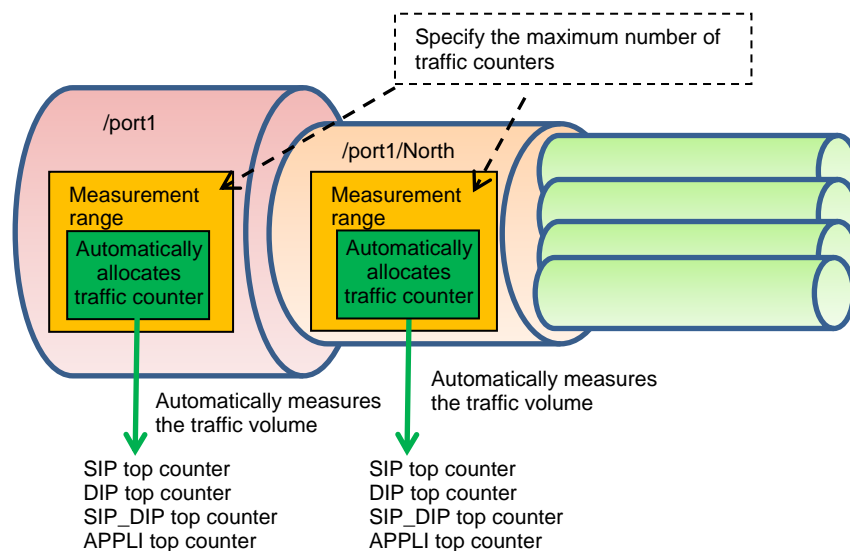 Specify the maximum number of
traffic counters
/port1
/port1/North
Measurement
range
Automatically
allocates
traffic counter
Measurement
range
Automatically
allocates
traffic counter
Automatically measures
the traffic volume
Automatically measures
the traffic volume
SIP top counter
DIP top counter
SIP_DIP top counter
APPLI top counter
SIP top counter
DIP top counter
SIP_DIP top counter
APPLI top counter